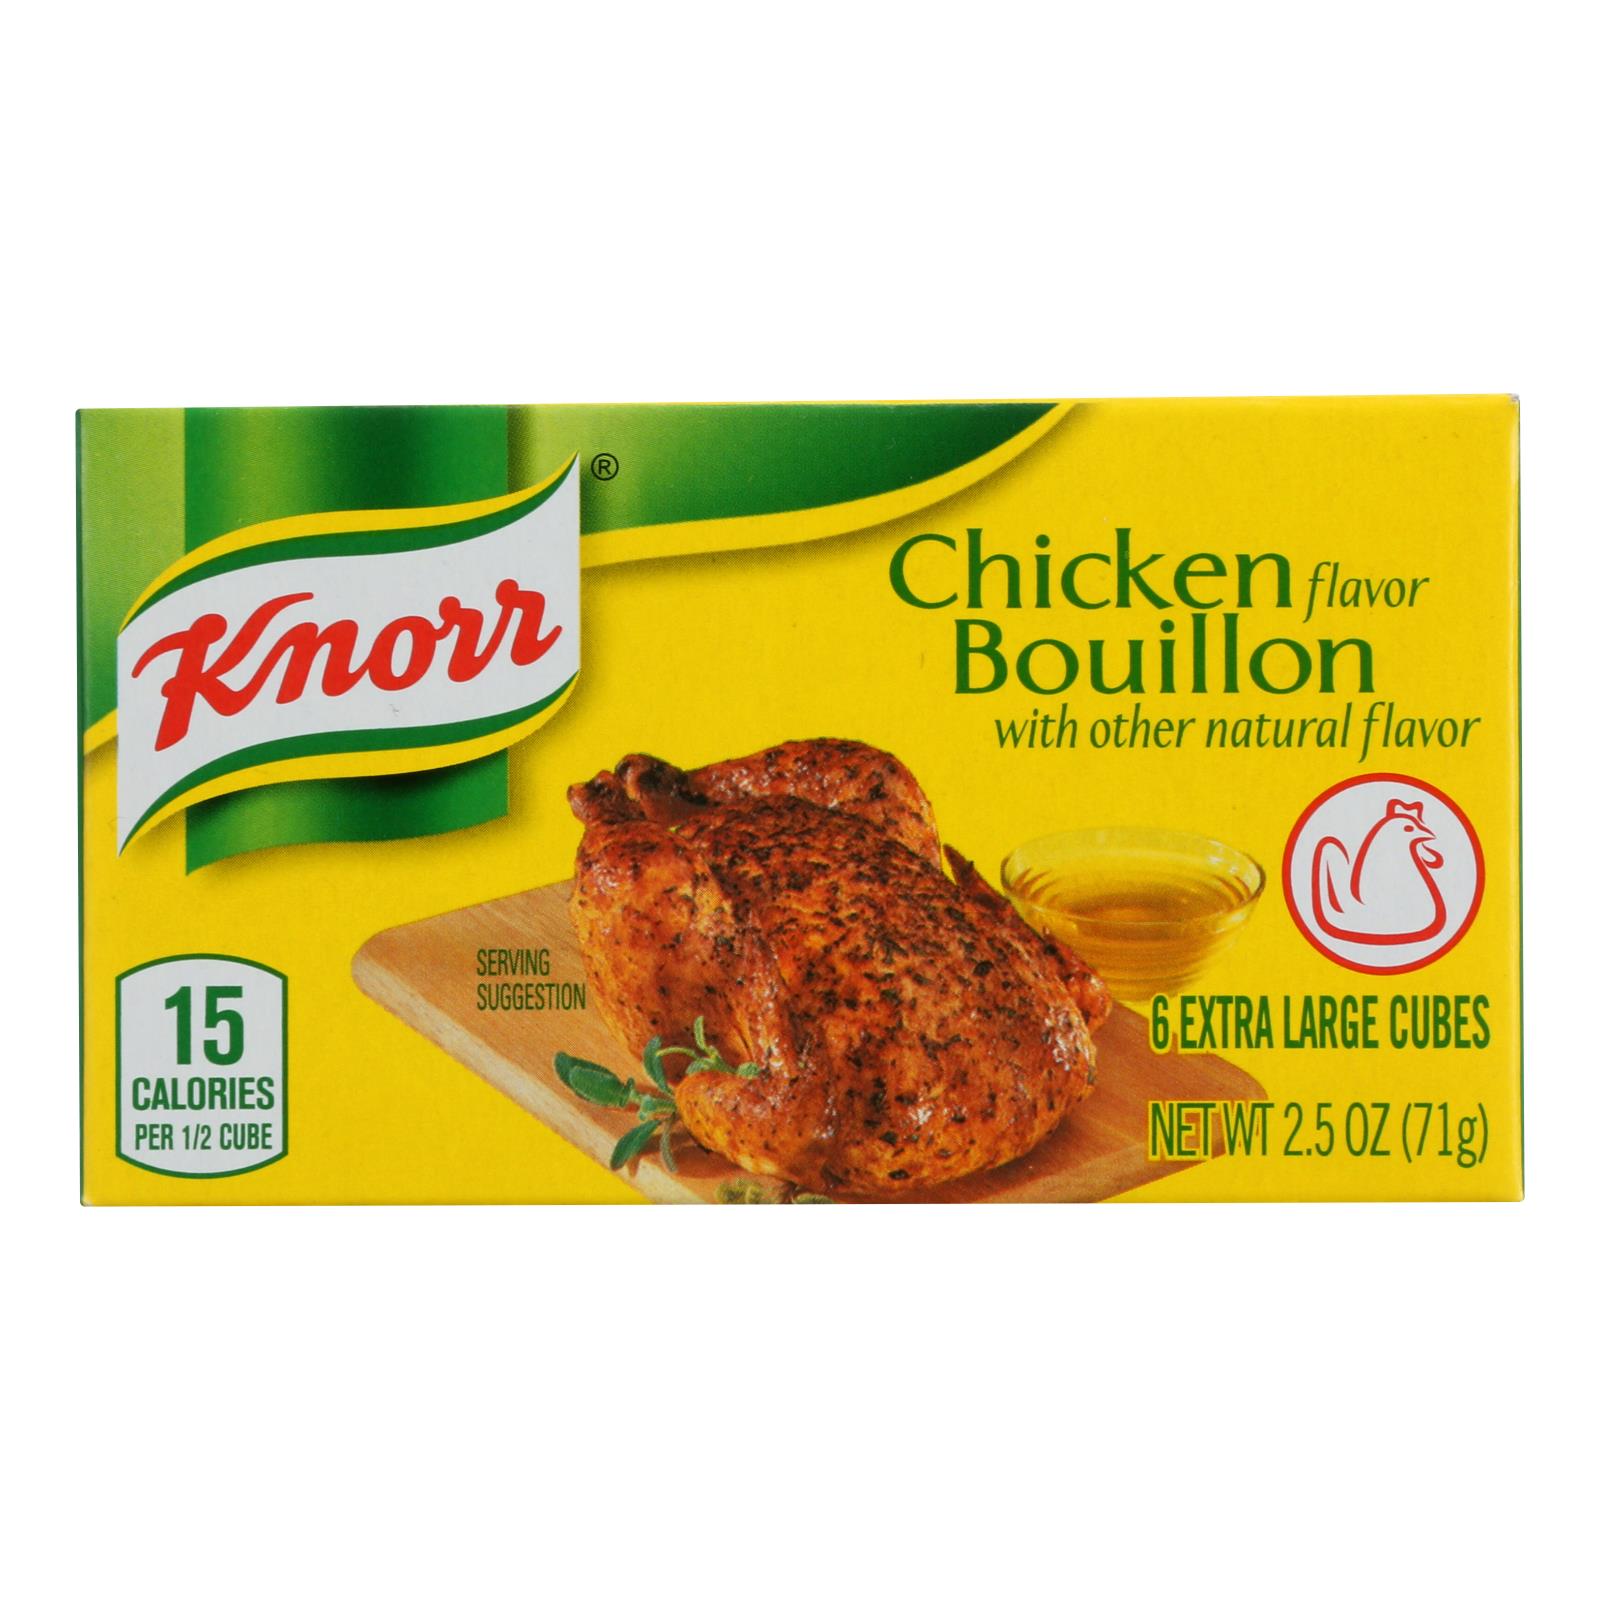 Knorr®
Chicken flavor
Bouillon
with other natural flavor
SERVING
SUGGESTION
15
CALORIES
PER 1/2 CUBE
6 EXTRA LARGE CUBES
NET WT 2.5 OZ (71g)